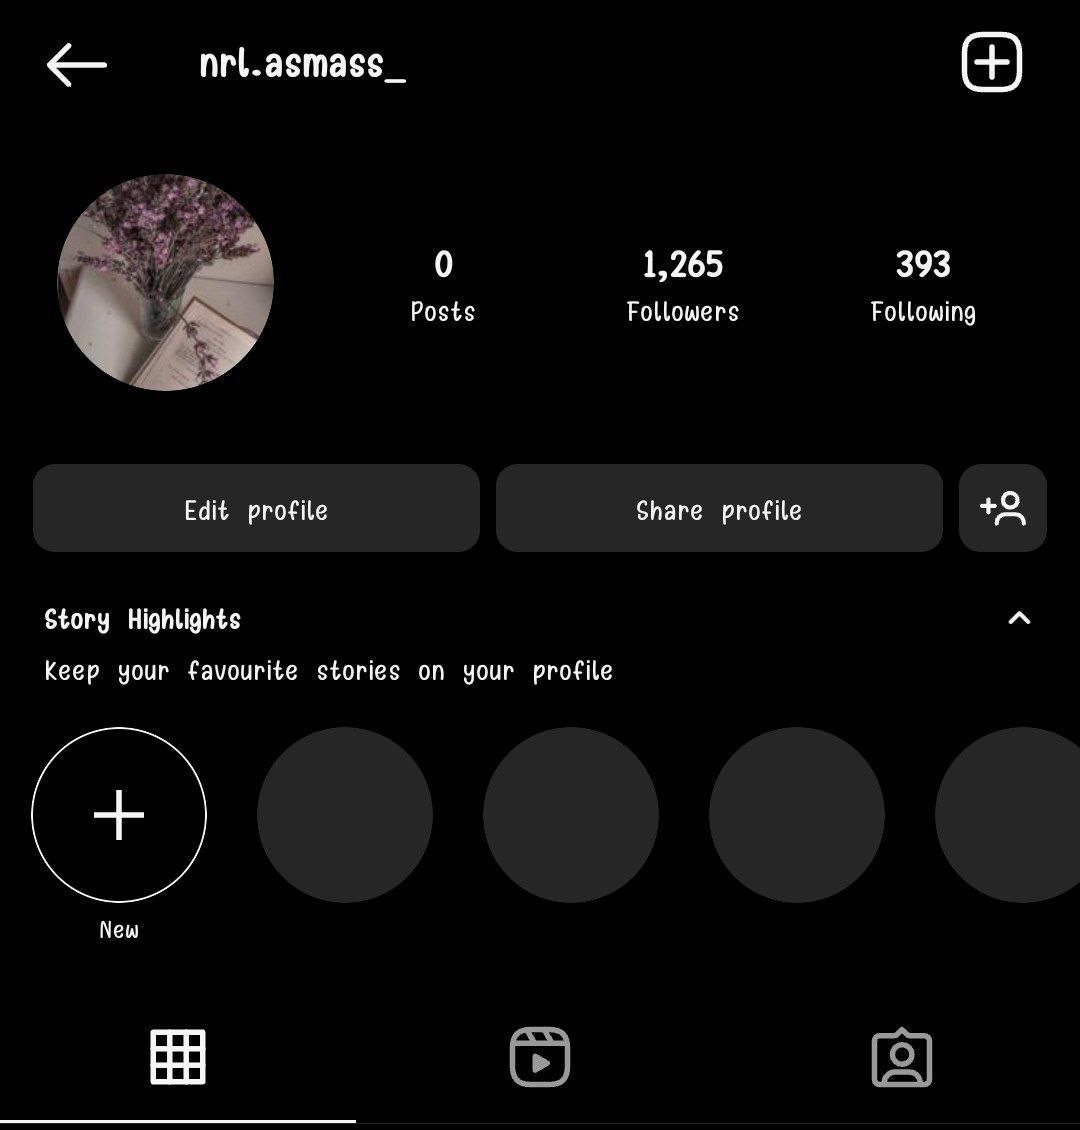 nrl.asmass_
0 1,265 393
Posts Followers Following
Edit profile Share profile
Story Highlights
Keep your favourite stories on your profile
New